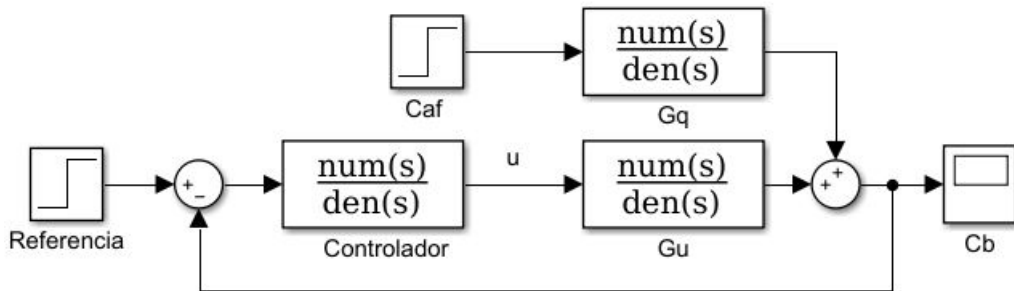 num(s)
den(s)
Caf
Gq
+
+
Referencia
+
−
num(s)
den(s)
Controlador
u
num(s)
den(s)
Gu
Cb